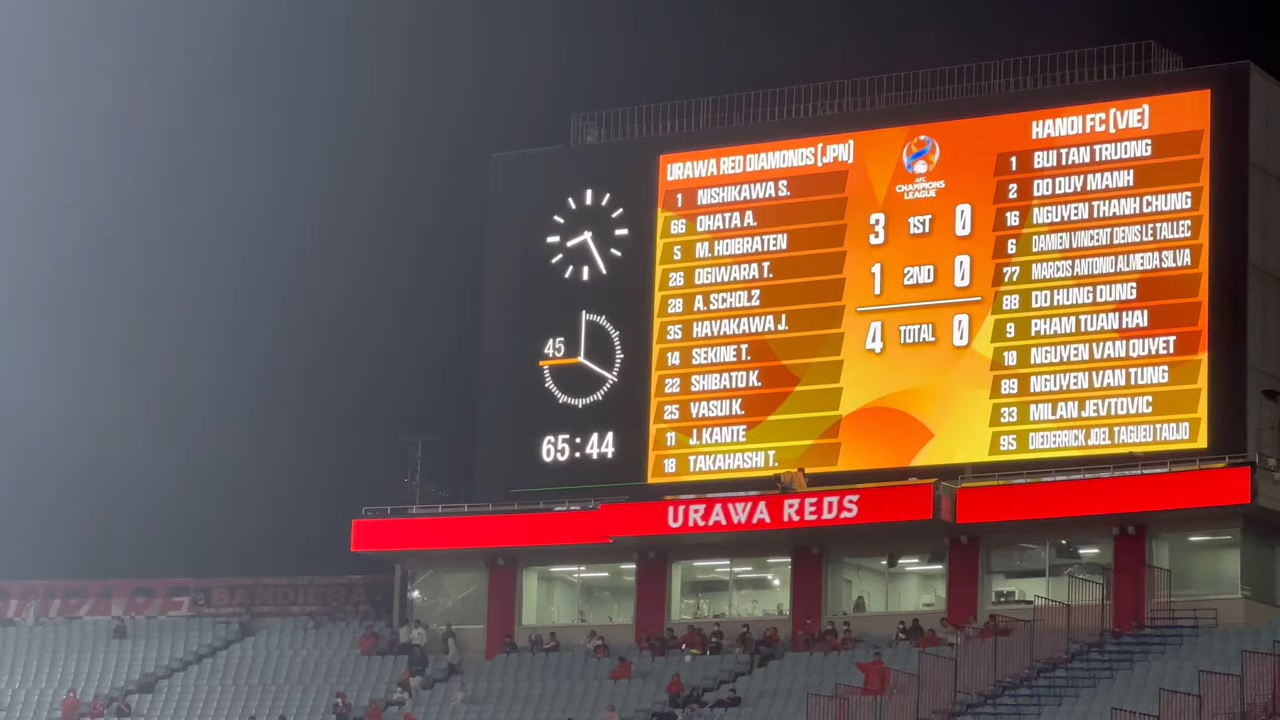 URAWA RED DIAMONDS (JPN)
1 NISHIKAWA S.
66 OHATA A.
5 M. HOIBRATEN
26 OGIWARA T.
28 A. SCHOLZ
35 HAYAKAWA J.
14 SEKINE T.
22 SHIBATO K.
25 YASUI K.
11 J. KANTE
18 TAKAHASHI T.
AFC
CHAMPIONS
LEAGUE
3 1ST 0
1 2ND 0
4 TOTAL 0
HANOI FC (VIE)
1 BUI TAN TRUONG
2 DO DUY MANH
16 NGUYEN THANH CHUNG
6 DAMIEN VINCENT DENIS LE TALLEC
77 MARCOS ANTONIO ALMEIDA SILVA
88 DO HUNG DUNG
9 PHAM TUAN HAI
10 NGUYEN VAN QUYET
89 NGUYEN VAN TUNG
33 MILAN JEVTOVIC
95 DIEDERRICK JOEL TAGUEU TADJO
45
65:44
URAWA REDS
BANDIERA